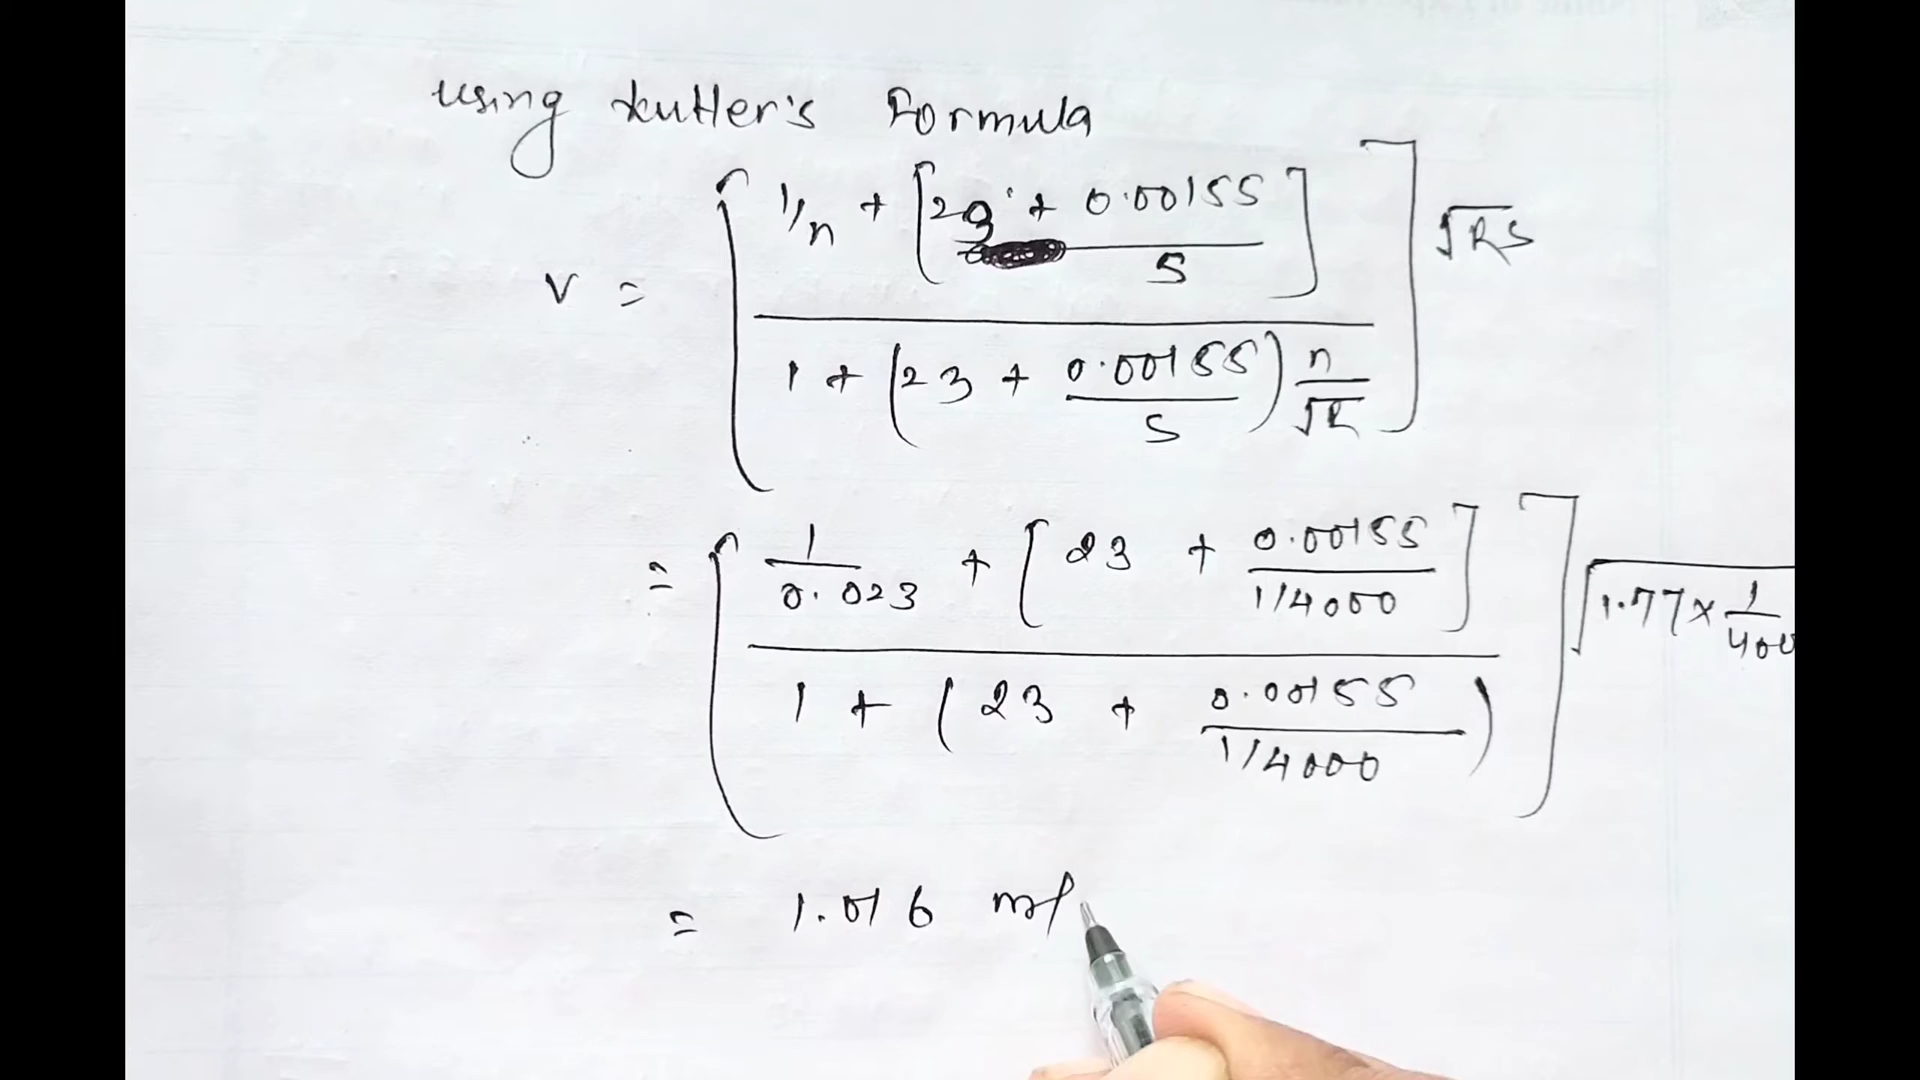 using kutter's Formula
V = [ 1/n + [23 + 0.00155 / S] / 1 + (23 + 0.00155 / S) n / √R ] √RS
= [ 1 / 0.023 + [23 + 0.00155 / 1/4000] / 1 + (23 + 0.00155 / 1/4000) ] √1.77 × 1 / 400
= 1.016 m/